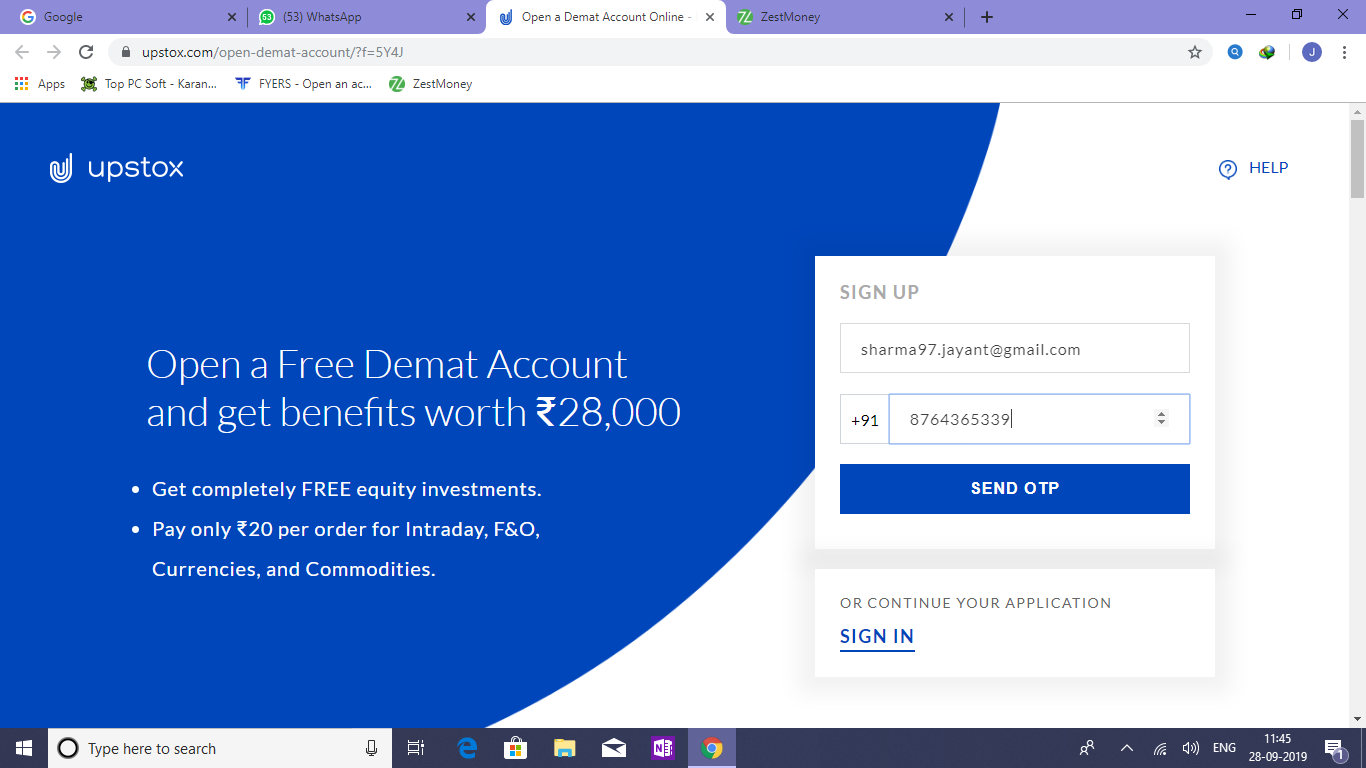 Google
(53) WhatsApp
Open a Demat Account Online -
ZestMoney
upstox.com/open-demat-account/?f=5Y4J
J
Apps
Top PC Soft - Karan...
FYERS - Open an ac...
ZestMoney
upstox
HELP
Open a Free Demat Account
and get benefits worth ₹28,000
• Get completely FREE equity investments.
• Pay only ₹20 per order for Intraday, F&O,
Currencies, and Commodities.
SIGN UP
sharma97.jayant@gmail.com
+91 8764365339
SEND OTP
OR CONTINUE YOUR APPLICATION
SIGN IN
Type here to search
ENG
11:45
28-09-2019
1